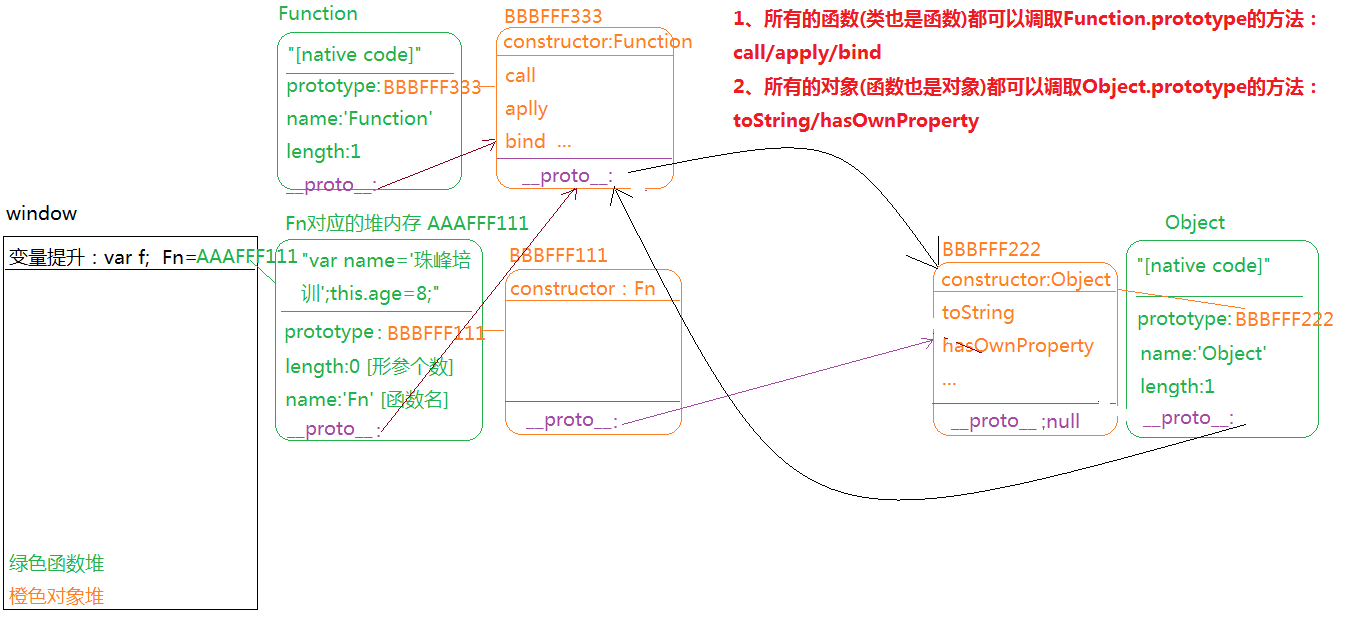 Function
"[native code]"
prototype:BBBFFF333
name:'Function'
length:1
__proto__:
BBBFFF333
constructor:Function
call
aplly
bind ...
__proto__:
1、所有的函数(类也是函数)都可以调取Function.prototype的方法：
call/apply/bind
2、所有的对象(函数也是对象)都可以调取Object.prototype的方法：
toString/hasOwnProperty
window
变量提升：var f; Fn=AAAFFF111
绿色函数堆
橙色对象堆
Fn对应的堆内存 AAAFFF111
"var name='珠峰培
训';this.age=8;"
prototype：BBBFFF111
length:0 [形参个数]
name:'Fn' [函数名]
__proto__:
BBBFFF111
constructor：Fn
__proto__:
BBBFFF222
constructor:Object
toString
hasOwnProperty
...
__proto__ ;null
Object
"[native code]"
prototype:BBBFFF222
name:'Object'
length:1
__proto__: